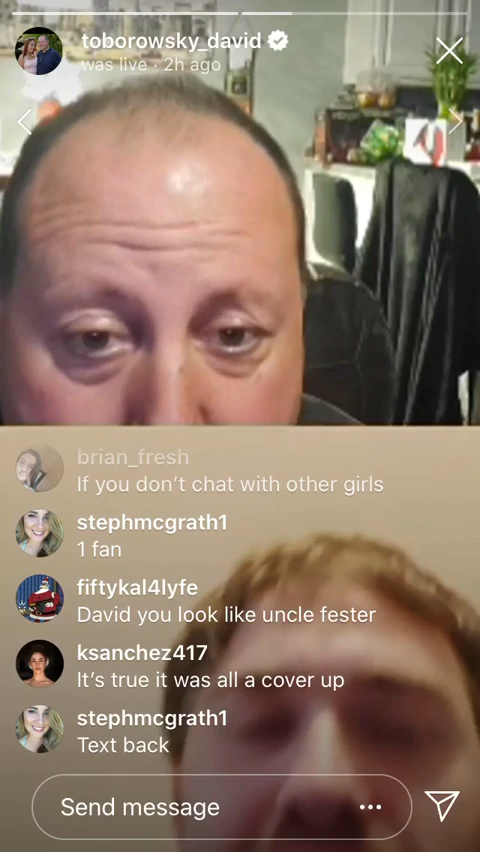 toborowsky_david
was live · 2h ago
brian_fresh
If you don’t chat with other girls
stephmcgrath1
1 fan
fiftykal4lyfe
David you look like uncle fester
ksanchez417
It’s true it was all a cover up
stephmcgrath1
Text back
Send message